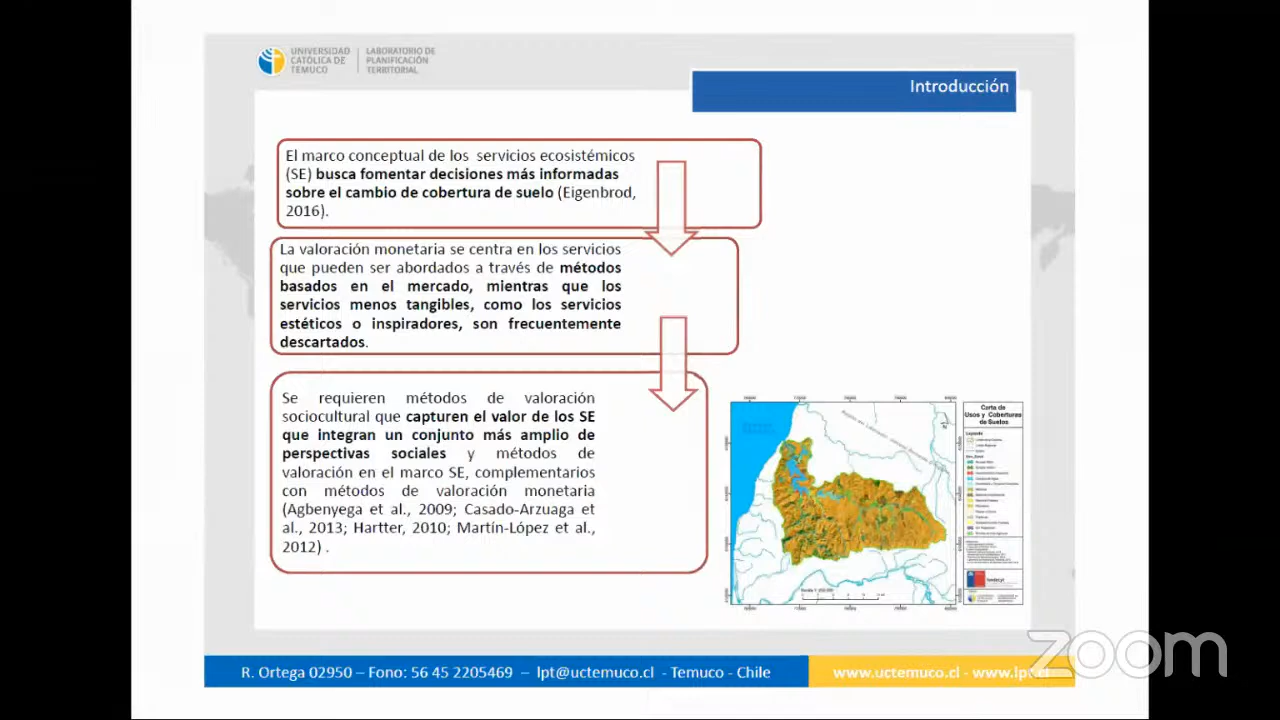 UNIVERSIDAD
CATÓLICA DE
TEMUCO
LABORATORIO DE
PLANIFICACIÓN
TERRITORIAL
Introducción
El marco conceptual de los servicios ecosistémicos
(SE) busca fomentar decisiones más informadas
sobre el cambio de cobertura de suelo (Eigenbrod,
2016).
La valoración monetaria se centra en los servicios
que pueden ser abordados a través de métodos
basados en el mercado, mientras que los
servicios menos tangibles, como los servicios
estéticos o inspiradores, son frecuentemente
descartados.
Se requieren métodos de valoración
sociocultural que capturen el valor de los SE
que integran un conjunto más amplio de
perspectivas sociales y métodos de
valoración en el marco SE, complementarios
con métodos de valoración monetaria
(Agbenyega et al., 2009; Casado-Arzuaga et
al., 2013; Hartter, 2010; Martín-López et al.,
2012) .
Carta de
Usos y Coberturas
de Suelos
R. Ortega 02950 – Fono: 56 45 2205469 – lpt@uctemuco.cl - Temuco - Chile
www.uctemuco.cl - www.lpt.cl
zoom